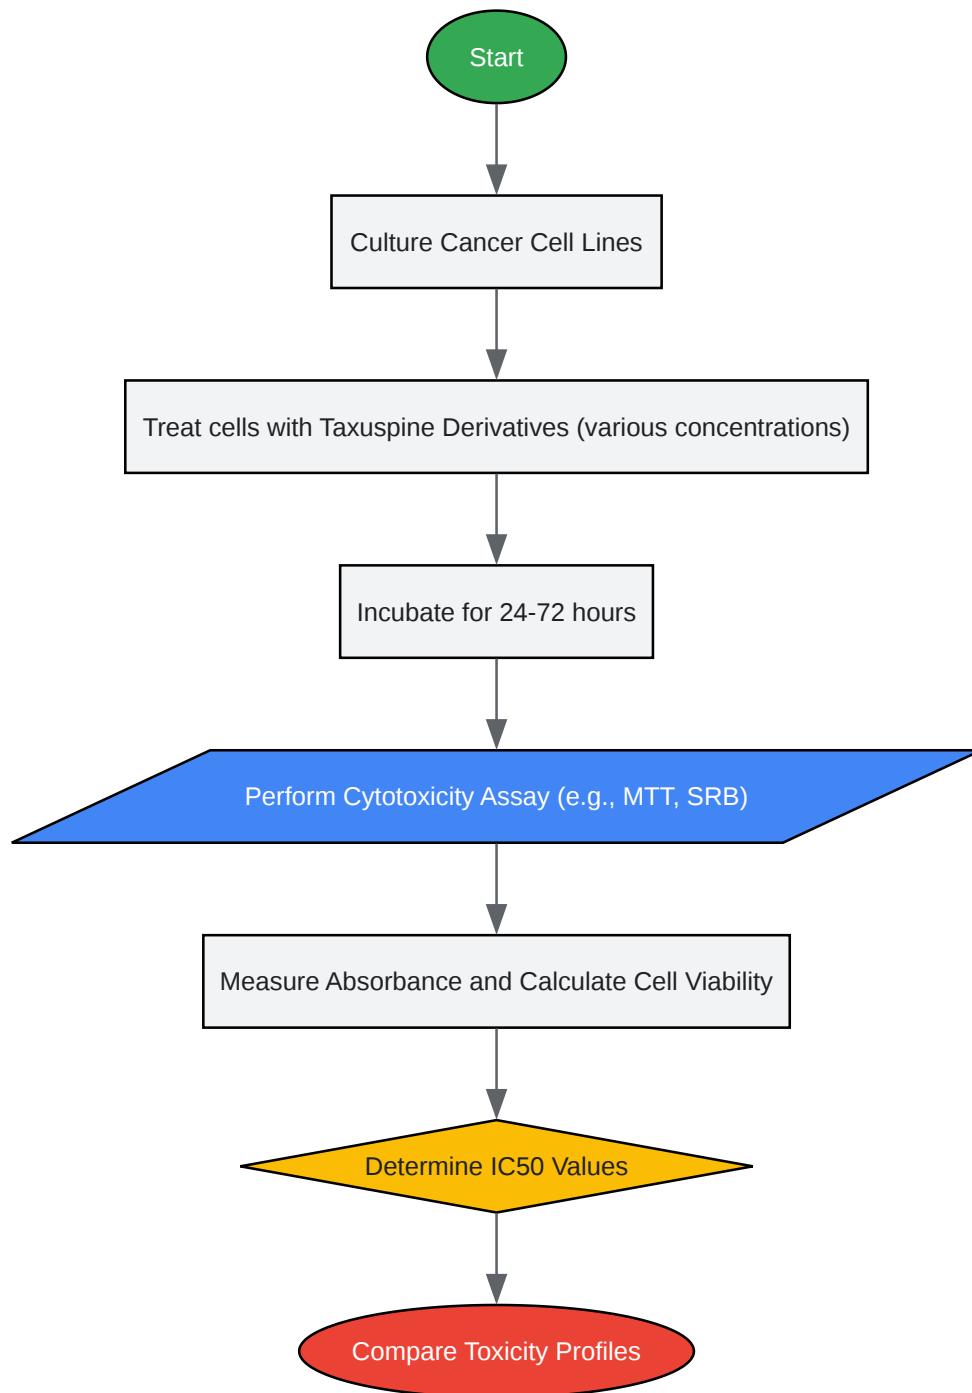 Start
Culture Cancer Cell Lines
Treat cells with Taxuspine Derivatives (various concentrations)
Incubate for 24-72 hours
Perform Cytotoxicity Assay (e.g., MTT, SRB)
Measure Absorbance and Calculate Cell Viability
Determine IC50 Values
Compare Toxicity Profiles